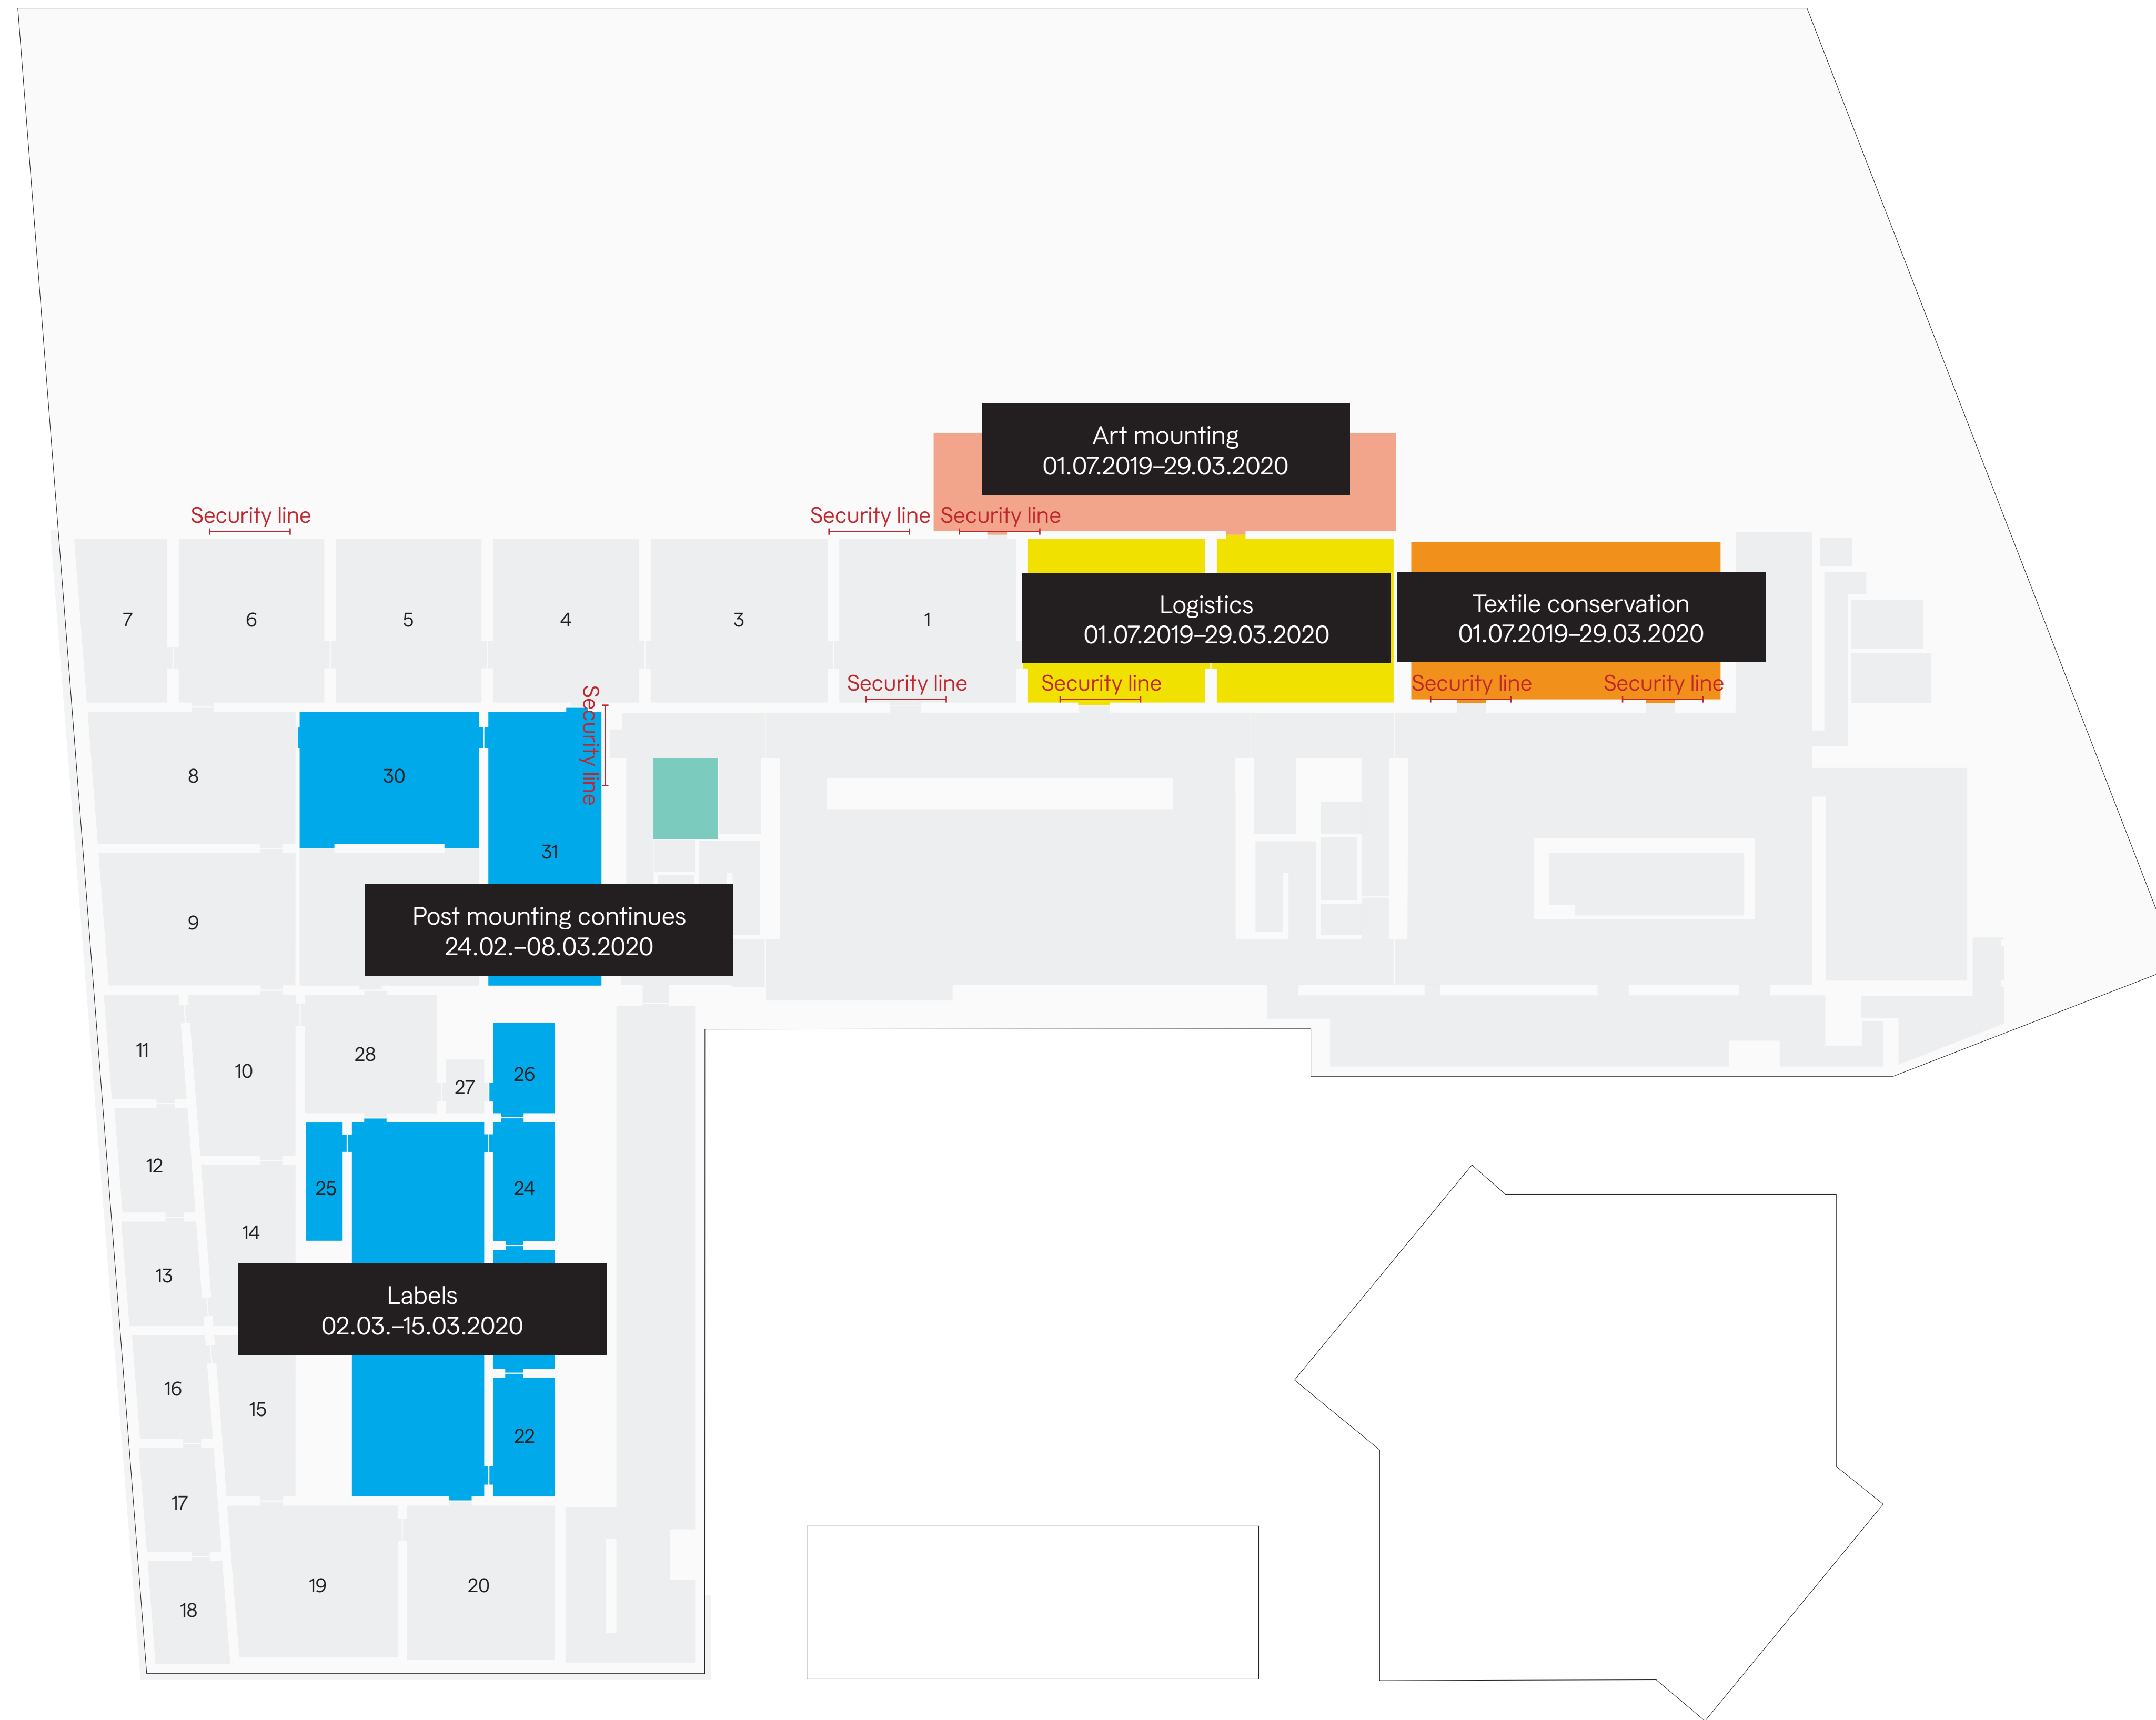 Art mounting
01.07.2019–29.03.2020
Security line
Security line
Security line
7
6
5
4
3
1
Logistics
01.07.2019–29.03.2020
Textile conservation
01.07.2019–29.03.2020
Security line
Security line
Security line
Security line
Security line
8
30
31
9
Post mounting continues
24.02.–08.03.2020
11
10
28
27
26
12
25
24
14
13
Labels
02.03.–15.03.2020
16
15
22
17
19
20
18